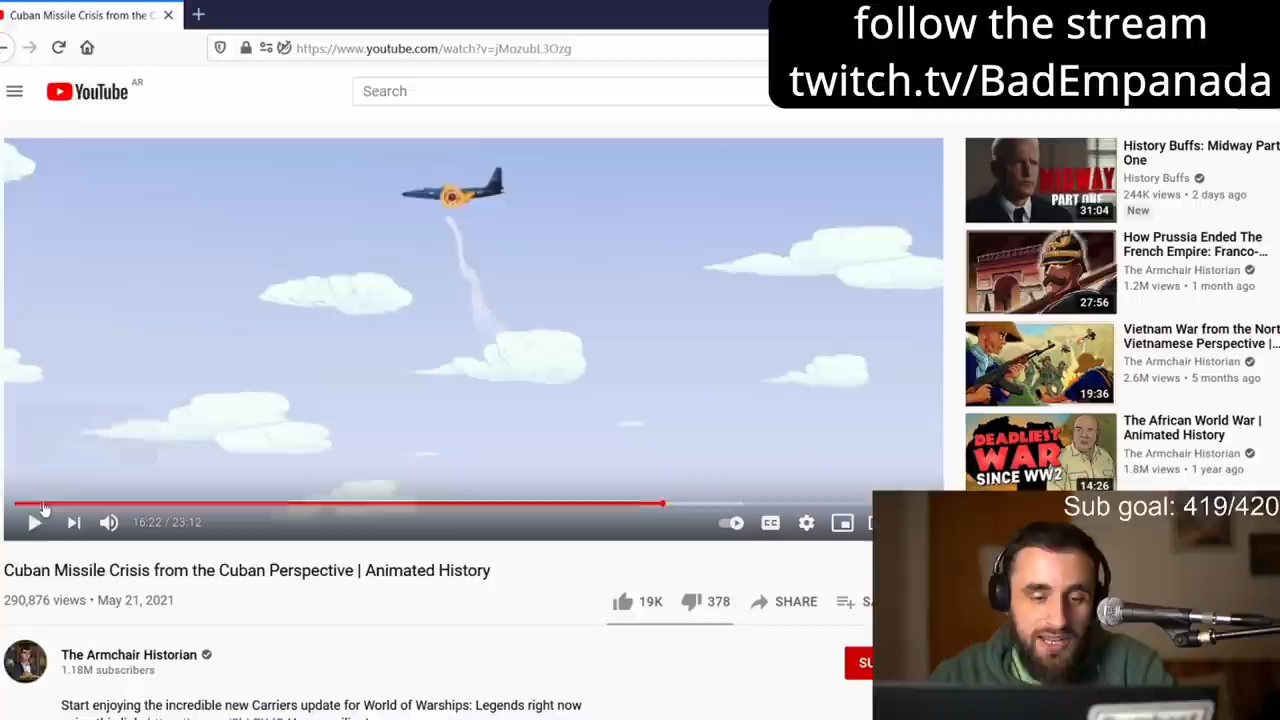 Cuban Missile Crisis from the C
follow the stream
twitch.tv/BadEmpanada
https://www.youtube.com/watch?v=jMozubL3Ozg
YouTube AR
Search
History Buffs: Midway Part
One
History Buffs
244K views • 2 days ago
New
MIDWAY
PART ONE
31:04
How Prussia Ended The
French Empire: Franco-...
The Armchair Historian
1.2M views • 1 month ago
27:56
Vietnam War from the Nort
Vietnamese Perspective |...
The Armchair Historian
2.6M views • 5 months ago
19:36
The African World War |
Animated History
The Armchair Historian
1.8M views • 1 year ago
DEADLIEST
WAR
SINCE WW2
14:26
Sub goal: 419/420
16:22 / 23:12
CC
Cuban Missile Crisis from the Cuban Perspective | Animated History
290,876 views • May 21, 2021
19K
378
SHARE
SA
The Armchair Historian
1.18M subscribers
SU
Start enjoying the incredible new Carriers update for World of Warships: Legends right now